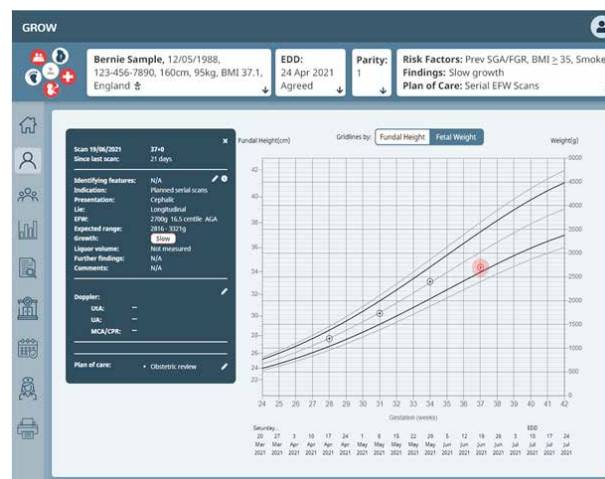 GROW
Bernie Sample, 12/05/1988,
123-456-7890, 160cm, 95kg, BMI 37.1,
England
EDD:
24 Apr 2021
Agreed
Parity:
1
Risk Factors: Prev SGA/FGR, BMI ≥ 35, Smoke
Findings: Slow growth
Plan of Care: Serial EFW Scans
Scan 19/06/2021 37+0 ×
Since last scan: 21 days
Identifying features: N/A
Indication: Planned serial scans
Presentation: Cephalic
Lie: Longitudinal
EFW: 2700g 16.5 centile AGA
Expected range: 2816 - 3321g
Growth: Slow
Liquor volume: Not measured
Further findings: N/A
Comments: N/A
Doppler:
UtA: —
UA: —
MCA/CPR: —
Plan of care: • Obstetric review
Fundal Height(cm) Gridlines by: Fundal Height Fetal Weight Weight(g)
5000
42
4500
40
4000
38
3500
36
3000
34
2500
32
2000
30
1500
28
1000
26
24
500
22
0
24 25 26 27 28 29 30 31 32 33 34 35 36 37 38 39 40 41 42
Gestation (weeks)
Saturday... EDD
20 27 3 10 17 24 1 8 15 22 29 5 12 19 26 3 10 17 24
Mar Mar Apr Apr Apr Apr May May May May May Jun Jun Jun Jun Jul Jul Jul Jul
2021 2021 2021 2021 2021 2021 2021 2021 2021 2021 2021 2021 2021 2021 2021 2021 2021 2021 2021